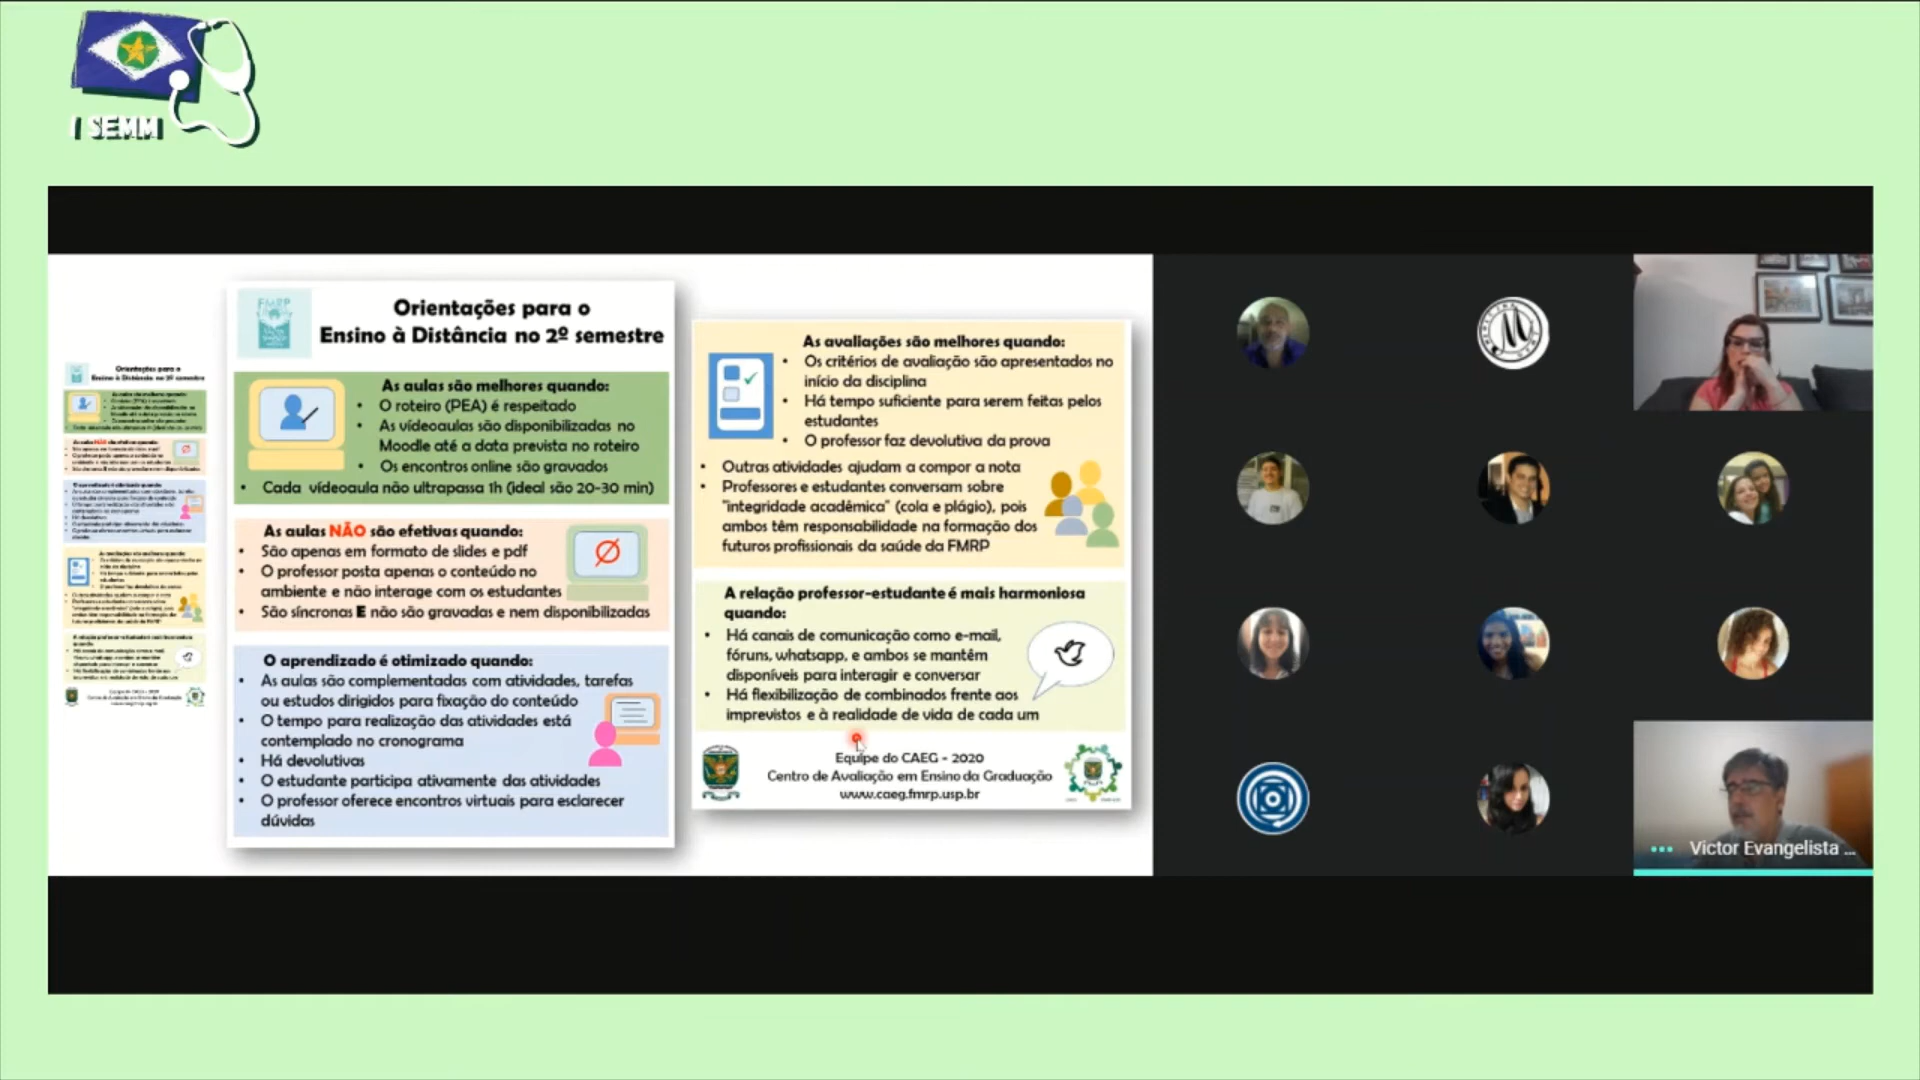 I SEMM
FMRP
Orientações para o
Ensino à Distância no 2º semestre
As aulas são melhores quando:
• O roteiro (PEA) é respeitado
• As vídeoaulas são disponibilizadas no
Moodle até a data prevista no roteiro
• Os encontros online são gravados
• Cada vídeoaula não ultrapassa 1h (ideal são 20-30 min)
As aulas NÃO são efetivas quando:
• São apenas em formato de slides e pdf
• O professor posta apenas o conteúdo no
ambiente e não interage com os estudantes
• São síncronas E não são gravadas e nem disponibilizadas
O aprendizado é otimizado quando:
• As aulas são complementadas com atividades, tarefas
ou estudos dirigidos para fixação do conteúdo
• O tempo para realização das atividades está
contemplado no cronograma
• Há devolutivas
• O estudante participa ativamente das atividades
• O professor oferece encontros virtuais para esclarecer
dúvidas
As avaliações são melhores quando:
• Os critérios de avaliação são apresentados no
início da disciplina
• Há tempo suficiente para serem feitas pelos
estudantes
• O professor faz devolutiva da prova
• Outras atividades ajudam a compor a nota
• Professores e estudantes conversam sobre
"integridade acadêmica" (cola e plágio), pois
ambos têm responsabilidade na formação dos
futuros profissionais da saúde da FMRP
A relação professor-estudante é mais harmoniosa
quando:
• Há canais de comunicação como e-mail,
fóruns, whatsapp, e ambos se mantêm
disponíveis para interagir e conversar
• Há flexibilização de combinados frente aos
imprevistos e à realidade de vida de cada um
Equipe do CAEG - 2020
Centro de Avaliação em Ensino da Graduação
www.caeg.fmrp.usp.br
Victor Evangelista ...